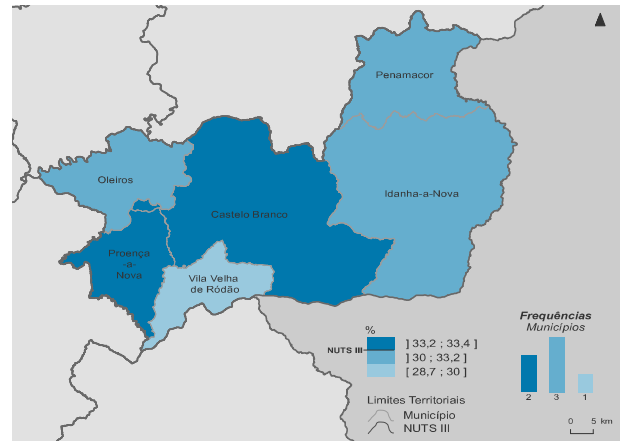 Penamacor
Oleiros
Idanha-a-Nova
Castelo Branco
Proença
-a-
Nova
Vila Velha
de Ródão
Frequências
Municípios
%
] 33,2 ; 33,4 ]
NUTS III
] 30 ; 33,2 ]
[ 28,7 ; 30 ]
2 3 1
Limites Territoriais
Município
NUTS III
0 5 km